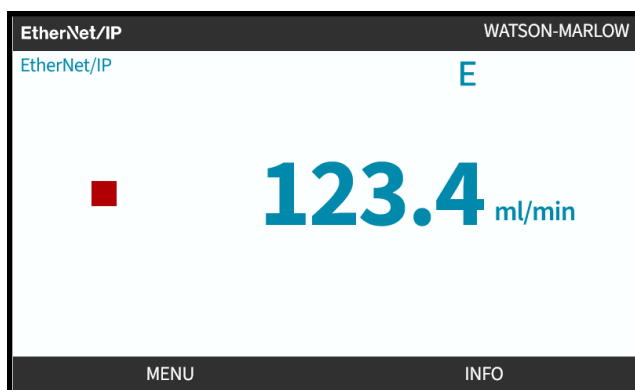 EtherNet/IP WATSON-MARLOW
EtherNet/IP E
123.4 ml/min
MENU INFO